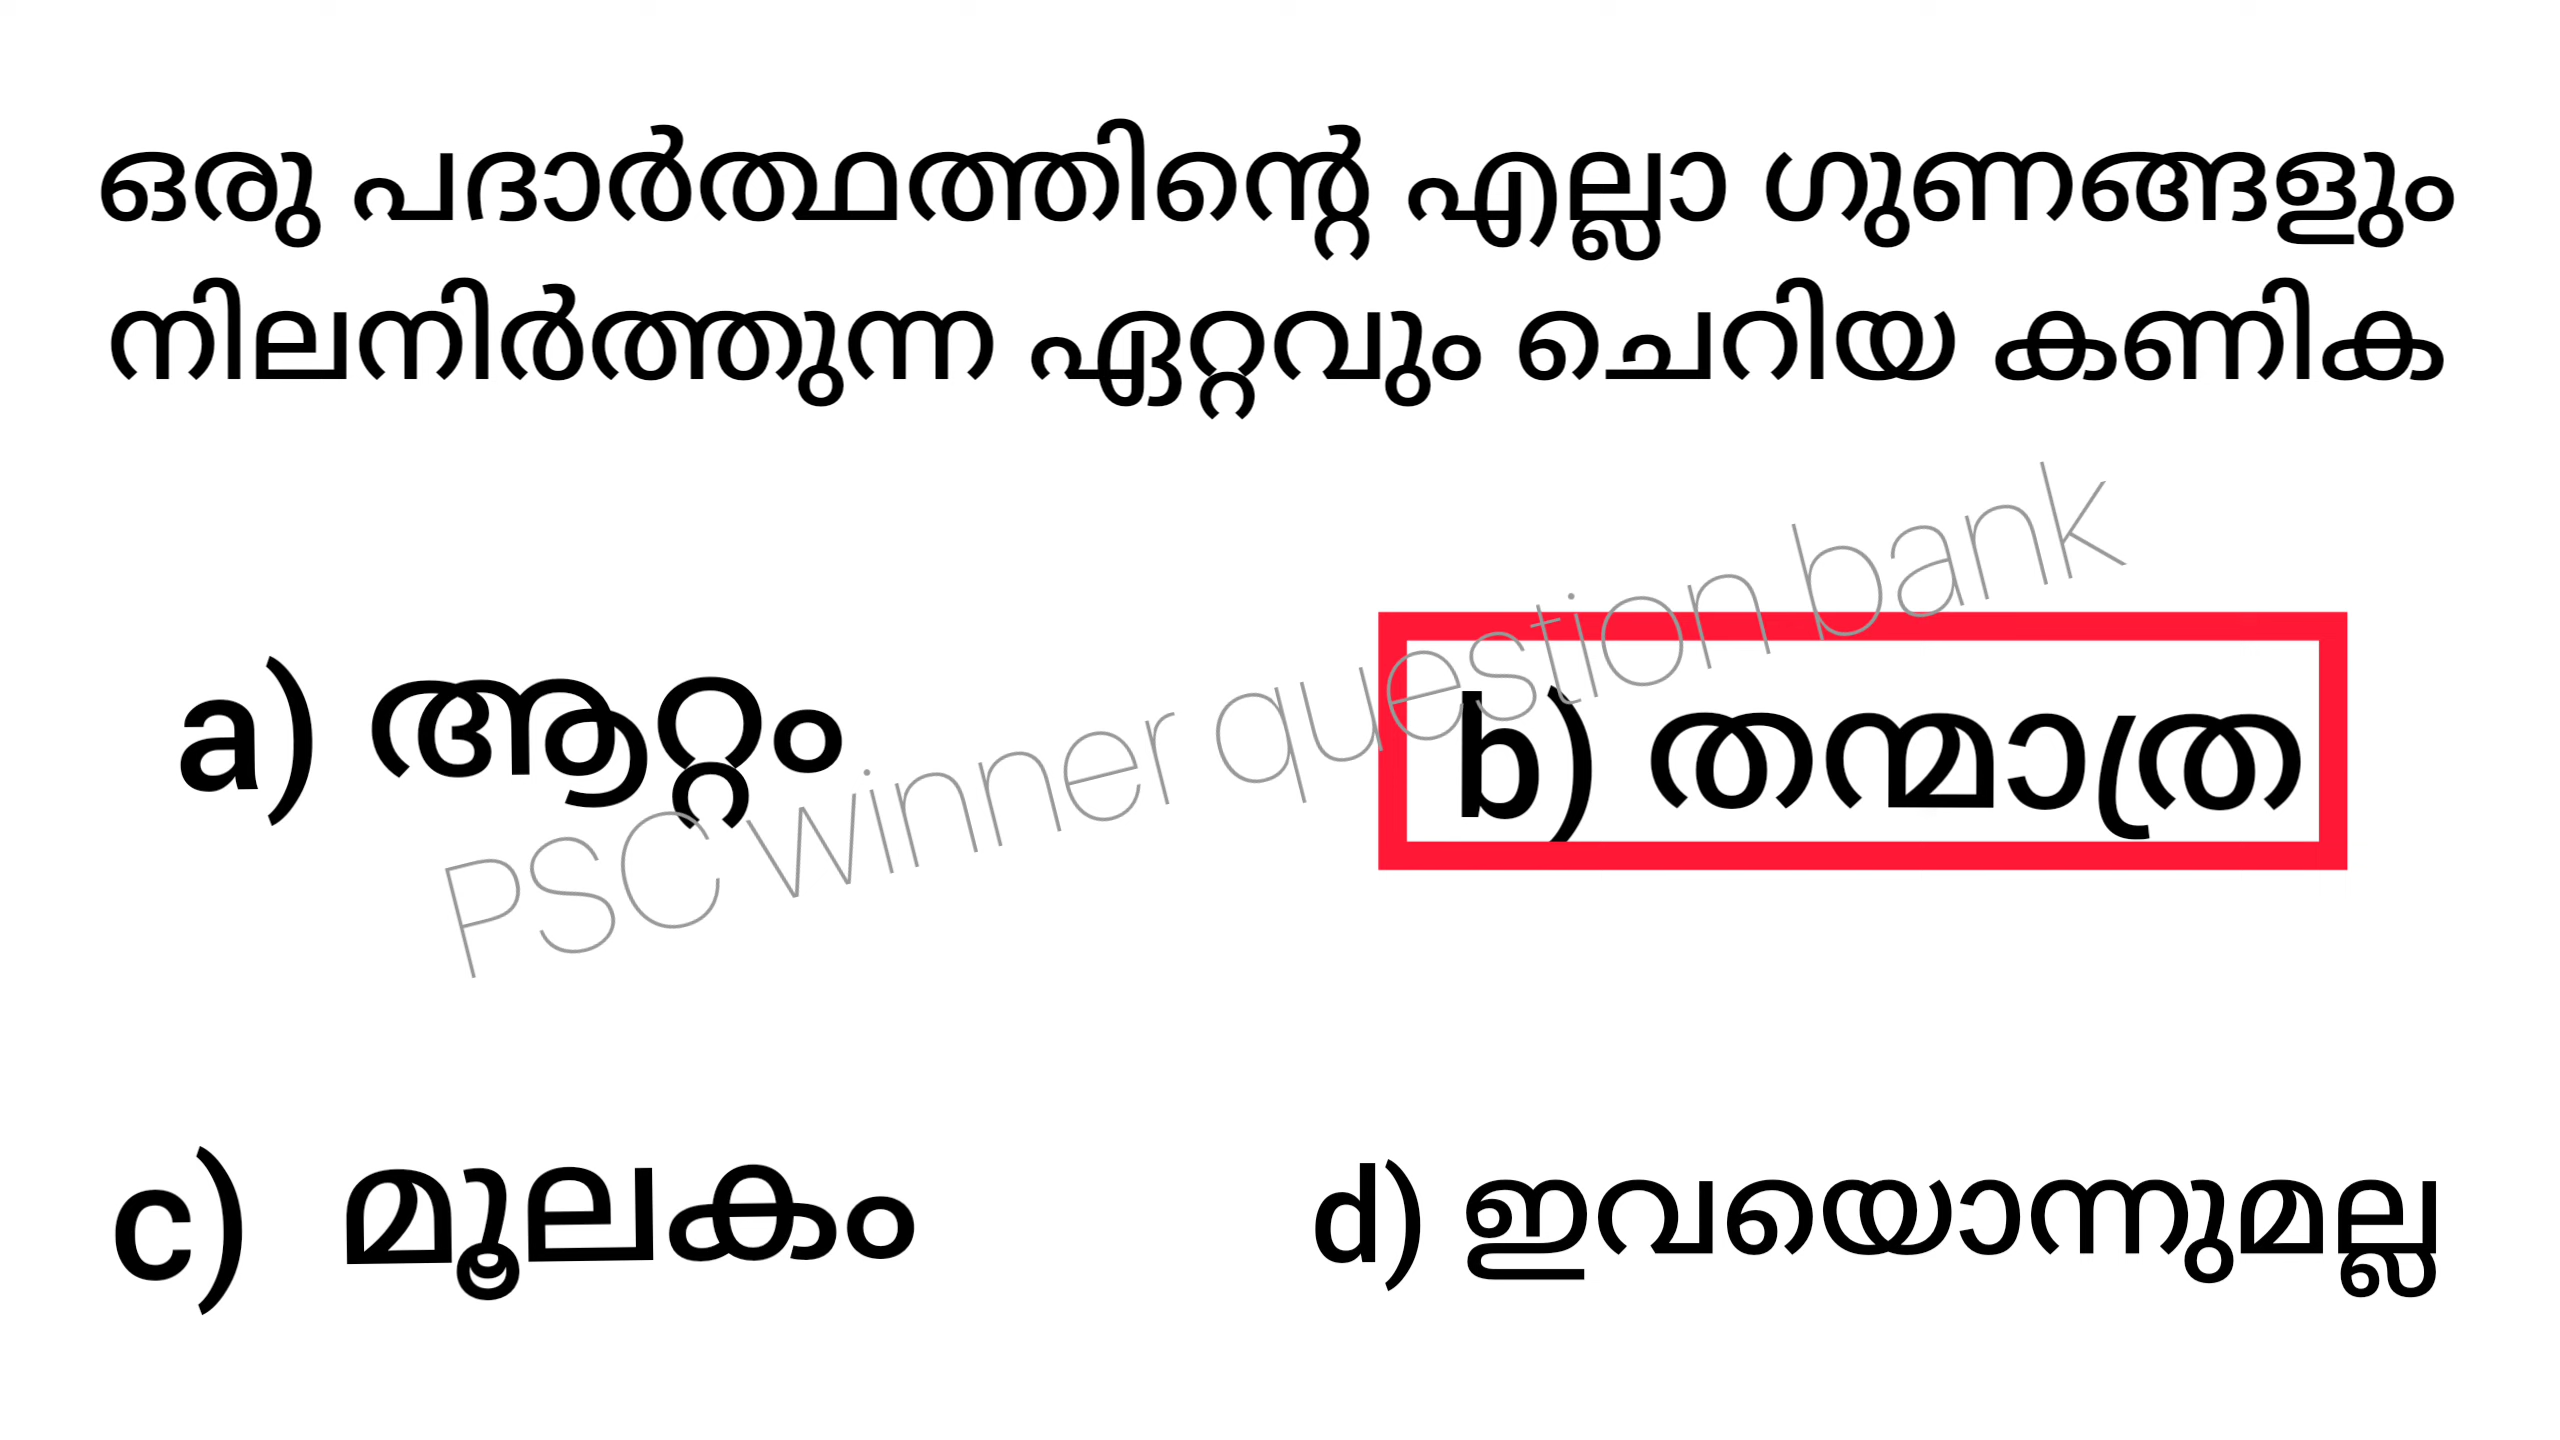 ഒരു പദാർത്ഥത്തിന്റെ എല്ലാ ഗുണങ്ങളും
നിലനിർത്തുന്ന ഏറ്റവും ചെറിയ കണിക
a) ആറ്റം
b) തന്മാത്ര
PSC winner question bank
c) മൂലകം
d) ഇവയൊന്നുമല്ല